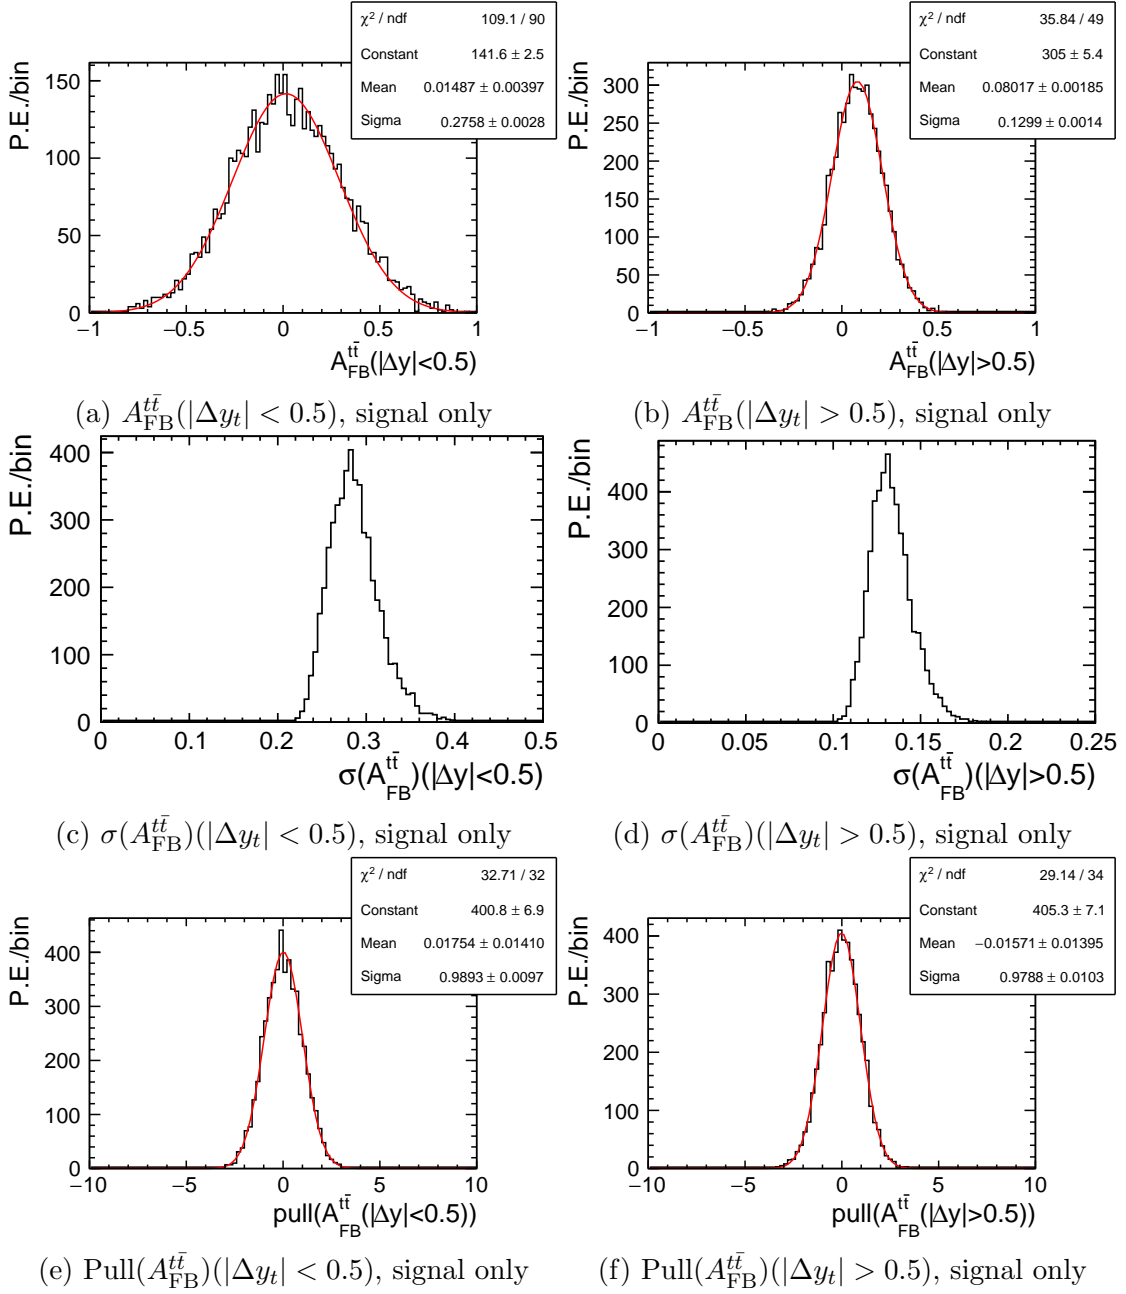 χ² / ndf 109.1 / 90
Constant 141.6 ± 2.5
Mean 0.01487 ± 0.00397
Sigma 0.2758 ± 0.0028
P.E./bin
150
100
50
0
−1 −0.5 0 0.5 1
A_FB^tt̄(|Δy|<0.5)
(a) A_FB^tt̄(|Δy_t| < 0.5), signal only
χ² / ndf 35.84 / 49
Constant 305 ± 5.4
Mean 0.08017 ± 0.00185
Sigma 0.1299 ± 0.0014
P.E./bin
300
250
200
150
100
50
0
−1 −0.5 0 0.5 1
A_FB^tt̄(|Δy|>0.5)
(b) A_FB^tt̄(|Δy_t| > 0.5), signal only
P.E./bin
400
300
200
100
0
0 0.1 0.2 0.3 0.4 0.5
σ(A_FB^tt̄)(|Δy|<0.5)
(c) σ(A_FB^tt̄)(|Δy_t| < 0.5), signal only
P.E./bin
400
300
200
100
0
0 0.05 0.1 0.15 0.2 0.25
σ(A_FB^tt̄)(|Δy|>0.5)
(d) σ(A_FB^tt̄)(|Δy_t| > 0.5), signal only
χ² / ndf 32.71 / 32
Constant 400.8 ± 6.9
Mean 0.01754 ± 0.01410
Sigma 0.9893 ± 0.0097
P.E./bin
400
300
200
100
0
−10 −5 0 5 10
pull(A_FB^tt̄(|Δy|<0.5))
(e) Pull(A_FB^tt̄)(|Δy_t| < 0.5), signal only
χ² / ndf 29.14 / 34
Constant 405.3 ± 7.1
Mean −0.01571 ± 0.01395
Sigma 0.9788 ± 0.0103
P.E./bin
400
300
200
100
0
−10 −5 0 5 10
pull(A_FB^tt̄(|Δy|>0.5))
(f) Pull(A_FB^tt̄)(|Δy_t| > 0.5), signal only